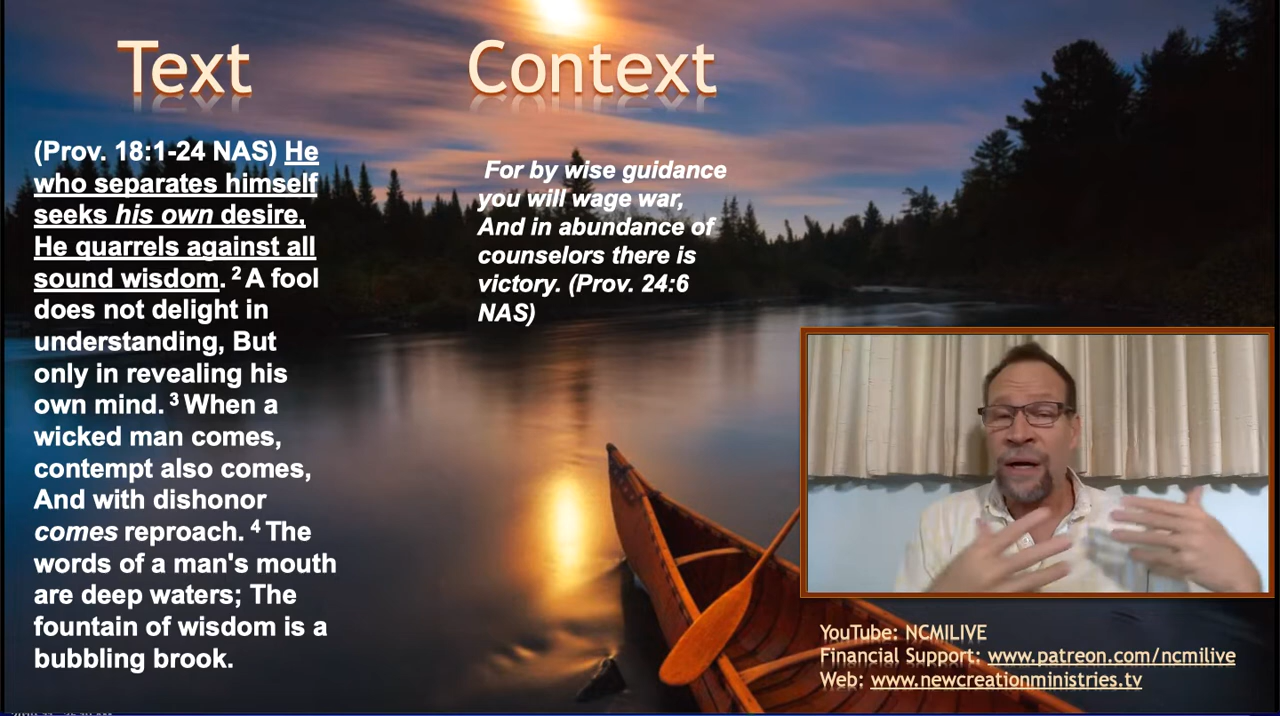 Text
Context
(Prov. 18:1-24 NAS) He
who separates himself
seeks his own desire,
He quarrels against all
sound wisdom. 2 A fool
does not delight in
understanding, But
only in revealing his
own mind. 3 When a
wicked man comes,
contempt also comes,
And with dishonor
comes reproach. 4 The
words of a man's mouth
are deep waters; The
fountain of wisdom is a
bubbling brook.
For by wise guidance
you will wage war,
And in abundance of
counselors there is
victory. (Prov. 24:6
NAS)
YouTube: NCMILIVE
Financial Support: www.patreon.com/ncmilive
Web: www.newcreationministries.tv